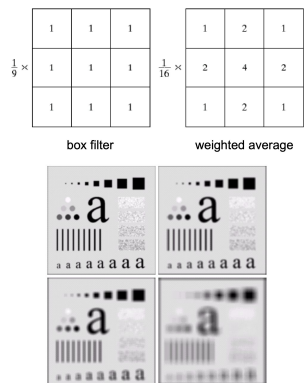 1 1 1 1 2 1
1/9 × 1 1 1 1/16 × 2 4 2
1 1 1 1 2 1
box filter weighted average
a a
a a a a a a a a a a a a a a a a
a a
a a a a a a a a